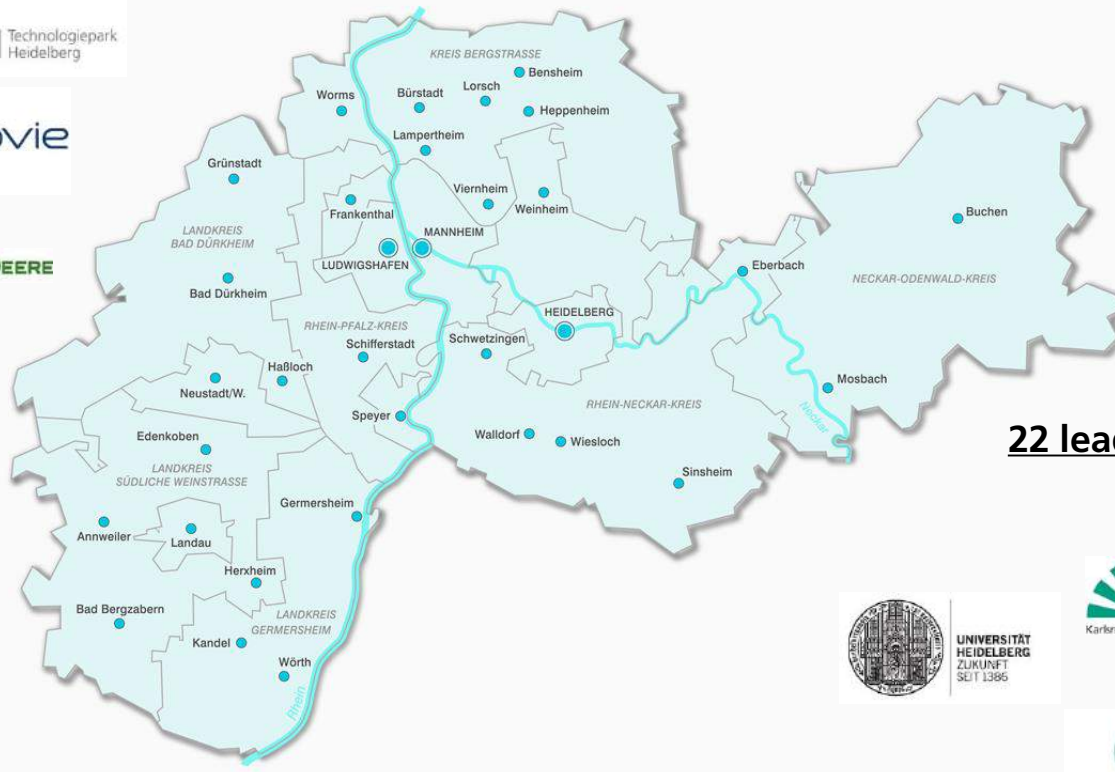 Technologiepark
Heidelberg
KREIS BERGSTRASSE
Bensheim
Lorsch
Worms
Bürstadt
Heppenheim
Lampertheim
Grünstadt
Viernheim
Weinheim
Frankenthal
Buchen
LANDKREIS
BAD DÜRKHEIM
MANNHEIM
LUDWIGSHAFEN
Eberbach
NECKAR-ODENWALD-KREIS
Bad Dürkheim
HEIDELBERG
RHEIN-PFALZ-KREIS
Schifferstadt
Schwetzingen
Haßloch
Neustadt/W.
Mosbach
RHEIN-NECKAR-KREIS
Speyer
Neckar
Edenkoben
Walldorf
Wiesloch
22 lea
LANDKREIS
SÜDLICHE WEINSTRASSE
Sinsheim
Germersheim
Annweiler
Landau
Herxheim
Bad Bergzabern
LANDKREIS
GERMERSHEIM
Kandel
Wörth
Rhein
UNIVERSITÄT
HEIDELBERG
ZUKUNFT
SEIT 1386